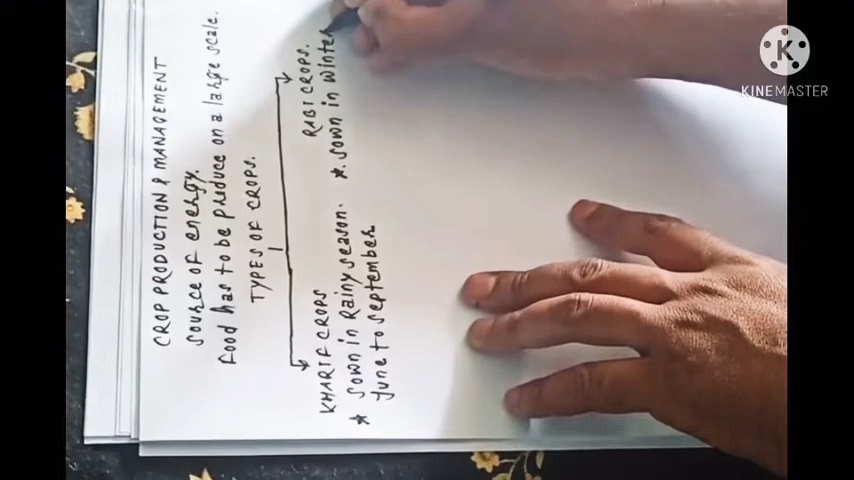 CROP PRODUCTION & MANAGEMENT
source of energy.
food has to be produce on a large scale.
TYPES OF CROPS.
KHARIF CROPS
RABI CROPS.
* Sown in Rainy season.
June to september
*. Sown in winter
K
KINEMASTER